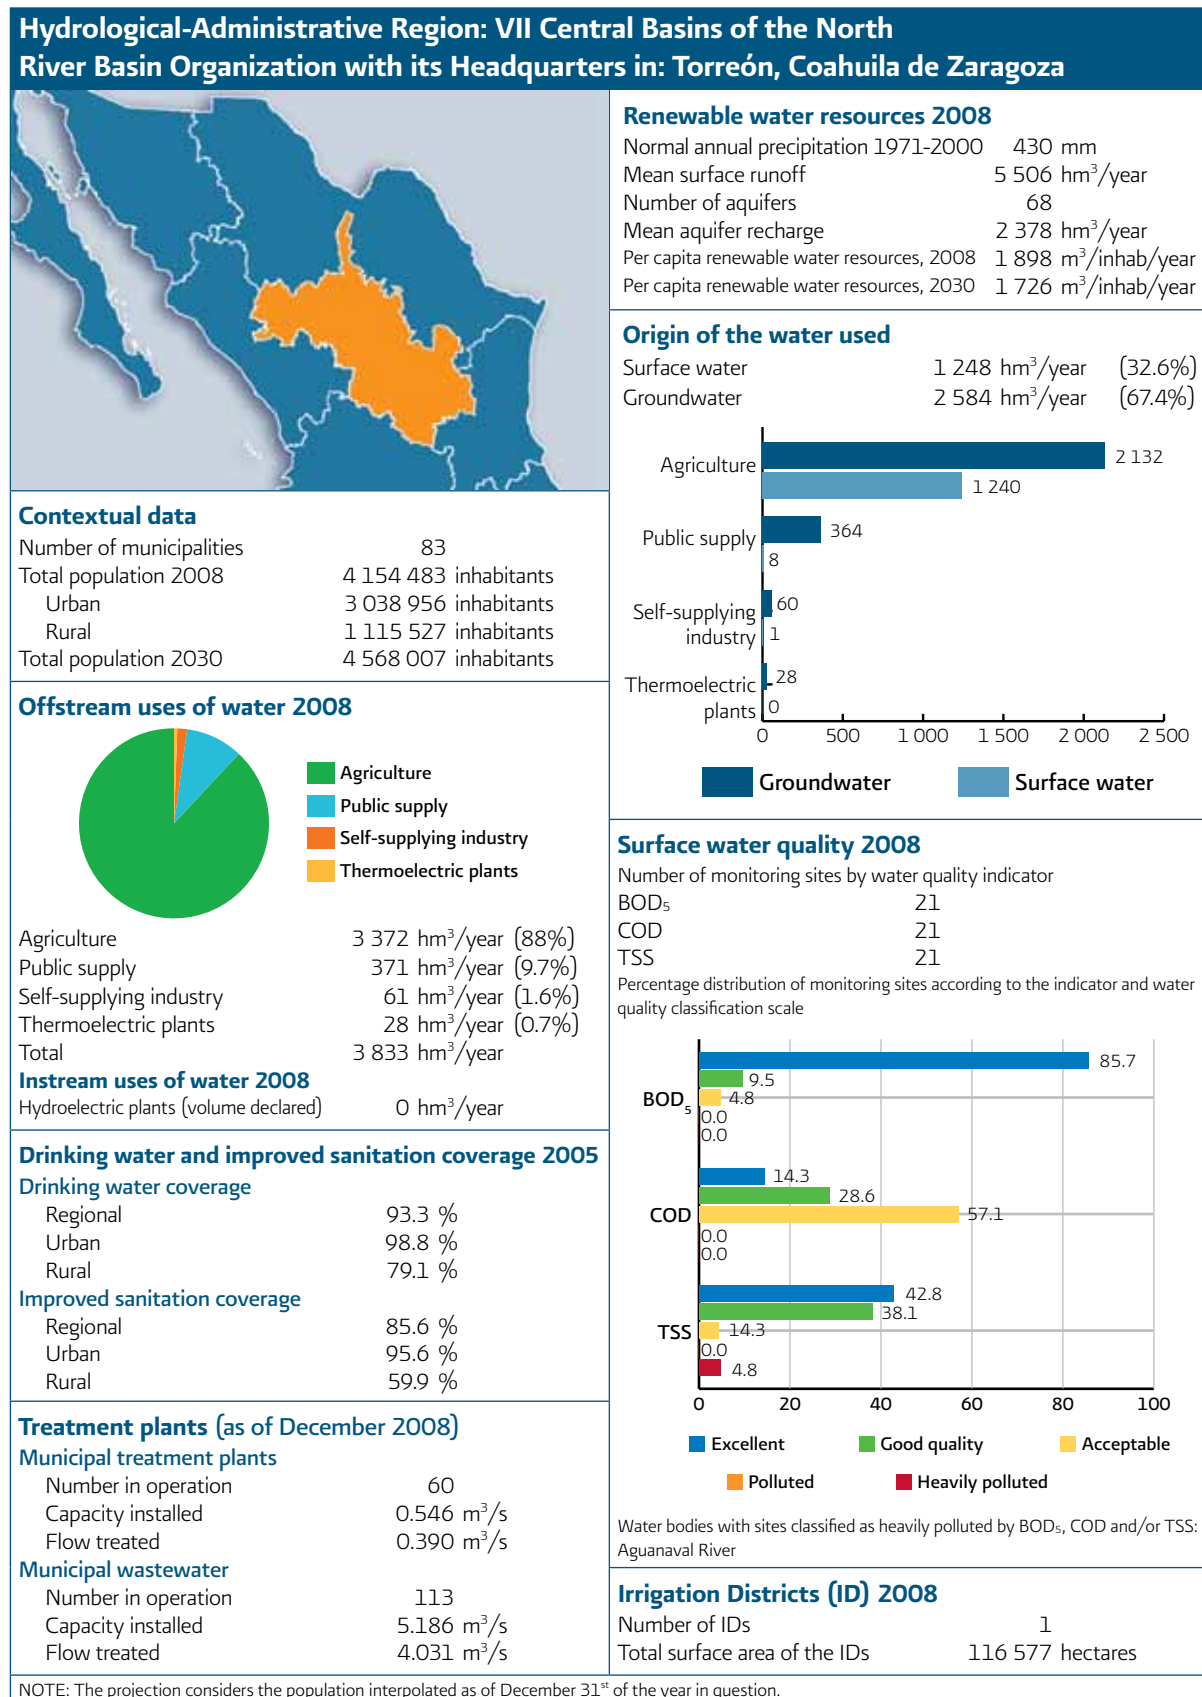 Hydrological-Administrative Region: VII Central Basins of the North
River Basin Organization with its Headquarters in: Torreón, Coahuila de Zaragoza
Contextual data
Number of municipalities 83
Total population 2008 4 154 483 inhabitants
Urban 3 038 956 inhabitants
Rural 1 115 527 inhabitants
Total population 2030 4 568 007 inhabitants
Offstream uses of water 2008
Agriculture
Public supply
Self-supplying industry
Thermoelectric plants
Agriculture 3 372 hm³/year (88%)
Public supply 371 hm³/year (9.7%)
Self-supplying industry 61 hm³/year (1.6%)
Thermoelectric plants 28 hm³/year (0.7%)
Total 3 833 hm³/year
Instream uses of water 2008
Hydroelectric plants (volume declared) 0 hm³/year
Drinking water and improved sanitation coverage 2005
Drinking water coverage
Regional 93.3 %
Urban 98.8 %
Rural 79.1 %
Improved sanitation coverage
Regional 85.6 %
Urban 95.6 %
Rural 59.9 %
Treatment plants (as of December 2008)
Municipal treatment plants
Number in operation 60
Capacity installed 0.546 m³/s
Flow treated 0.390 m³/s
Municipal wastewater
Number in operation 113
Capacity installed 5.186 m³/s
Flow treated 4.031 m³/s
Renewable water resources 2008
Normal annual precipitation 1971-2000 430 mm
Mean surface runoff 5 506 hm³/year
Number of aquifers 68
Mean aquifer recharge 2 378 hm³/year
Per capita renewable water resources, 2008 1 898 m³/inhab/year
Per capita renewable water resources, 2030 1 726 m³/inhab/year
Origin of the water used
Surface water 1 248 hm³/year (32.6%)
Groundwater 2 584 hm³/year (67.4%)
Agriculture 2 132
1 240
Public supply 364
8
Self-supplying 60
industry 1
Thermoelectric 28
plants 0
0 500 1 000 1 500 2 000 2 500
Groundwater Surface water
Surface water quality 2008
Number of monitoring sites by water quality indicator
BOD₅ 21
COD 21
TSS 21
Percentage distribution of monitoring sites according to the indicator and water
quality classification scale
85.7
9.5
BOD₅ 4.8
0.0
0.0
14.3
28.6
COD 57.1
0.0
0.0
42.8
38.1
TSS 14.3
0.0
4.8
0 20 40 60 80 100
Excellent Good quality Acceptable
Polluted Heavily polluted
Water bodies with sites classified as heavily polluted by BOD₅, COD and/or TSS:
Aguanaval River
Irrigation Districts (ID) 2008
Number of IDs 1
Total surface area of the IDs 116 577 hectares
NOTE: The projection considers the population interpolated as of December 31st of the year in question.